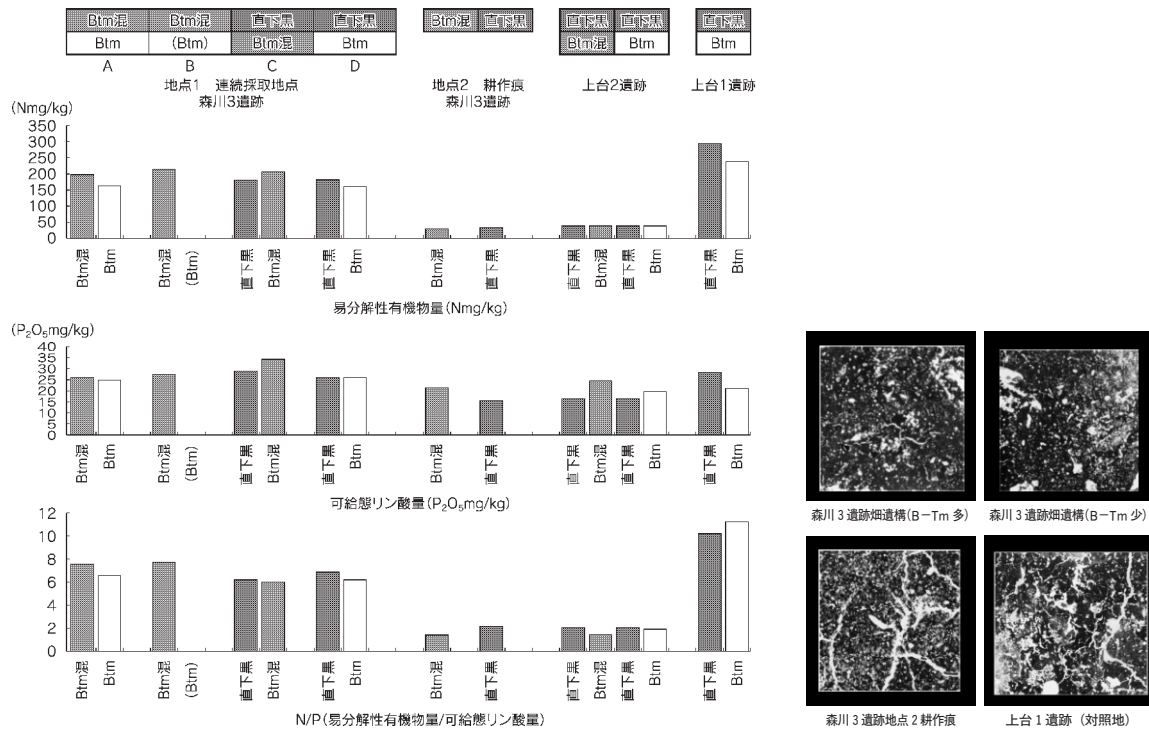 Btm混 Btm混 直下黒 直下黒
Btm (Btm) Btm混 Btm
A B C D
地点1 連続採取地点
森川3遺跡
Btm混 直下黒
地点2 耕作痕
森川3遺跡
直下黒 直下黒
Btm混 Btm
上台2遺跡
直下黒
Btm
上台1遺跡
(Nmg/kg)
350
300
250
200
150
100
50
0
Btm混 Btm Btm混 (Btm) 直下黒 Btm混 直下黒 Btm Btm混 直下黒 直下黒 Btm混 直下黒 Btm 直下黒 Btm
易分解性有機物量(Nmg/kg)
(P₂O₅mg/kg)
40
35
30
25
20
15
10
5
0
Btm混 Btm Btm混 (Btm) 直下黒 Btm混 直下黒 Btm Btm混 直下黒 直下黒 Btm混 直下黒 Btm 直下黒 Btm
可給態リン酸量(P₂O₅mg/kg)
12
10
8
6
4
2
0
Btm混 Btm Btm混 (Btm) 直下黒 Btm混 直下黒 Btm Btm混 直下黒 直下黒 Btm混 直下黒 Btm 直下黒 Btm
N/P(易分解性有機物量/可給態リン酸量)
森川3遺跡畑遺構(B－Tm 多)
森川3遺跡畑遺構(B－Tm 少)
森川3遺跡地点2耕作痕
上台1遺跡（対照地）